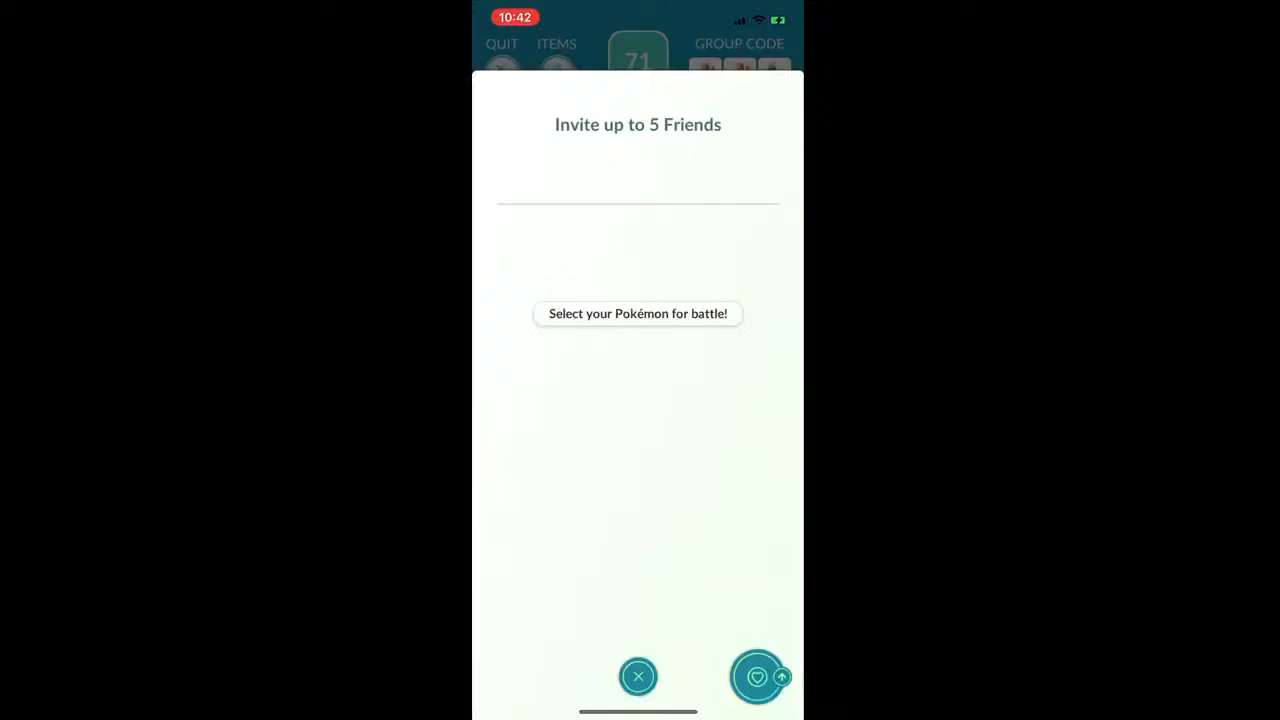 10:42
QUIT ITEMS 71 GROUP CODE
Invite up to 5 Friends
Select your Pokémon for battle!